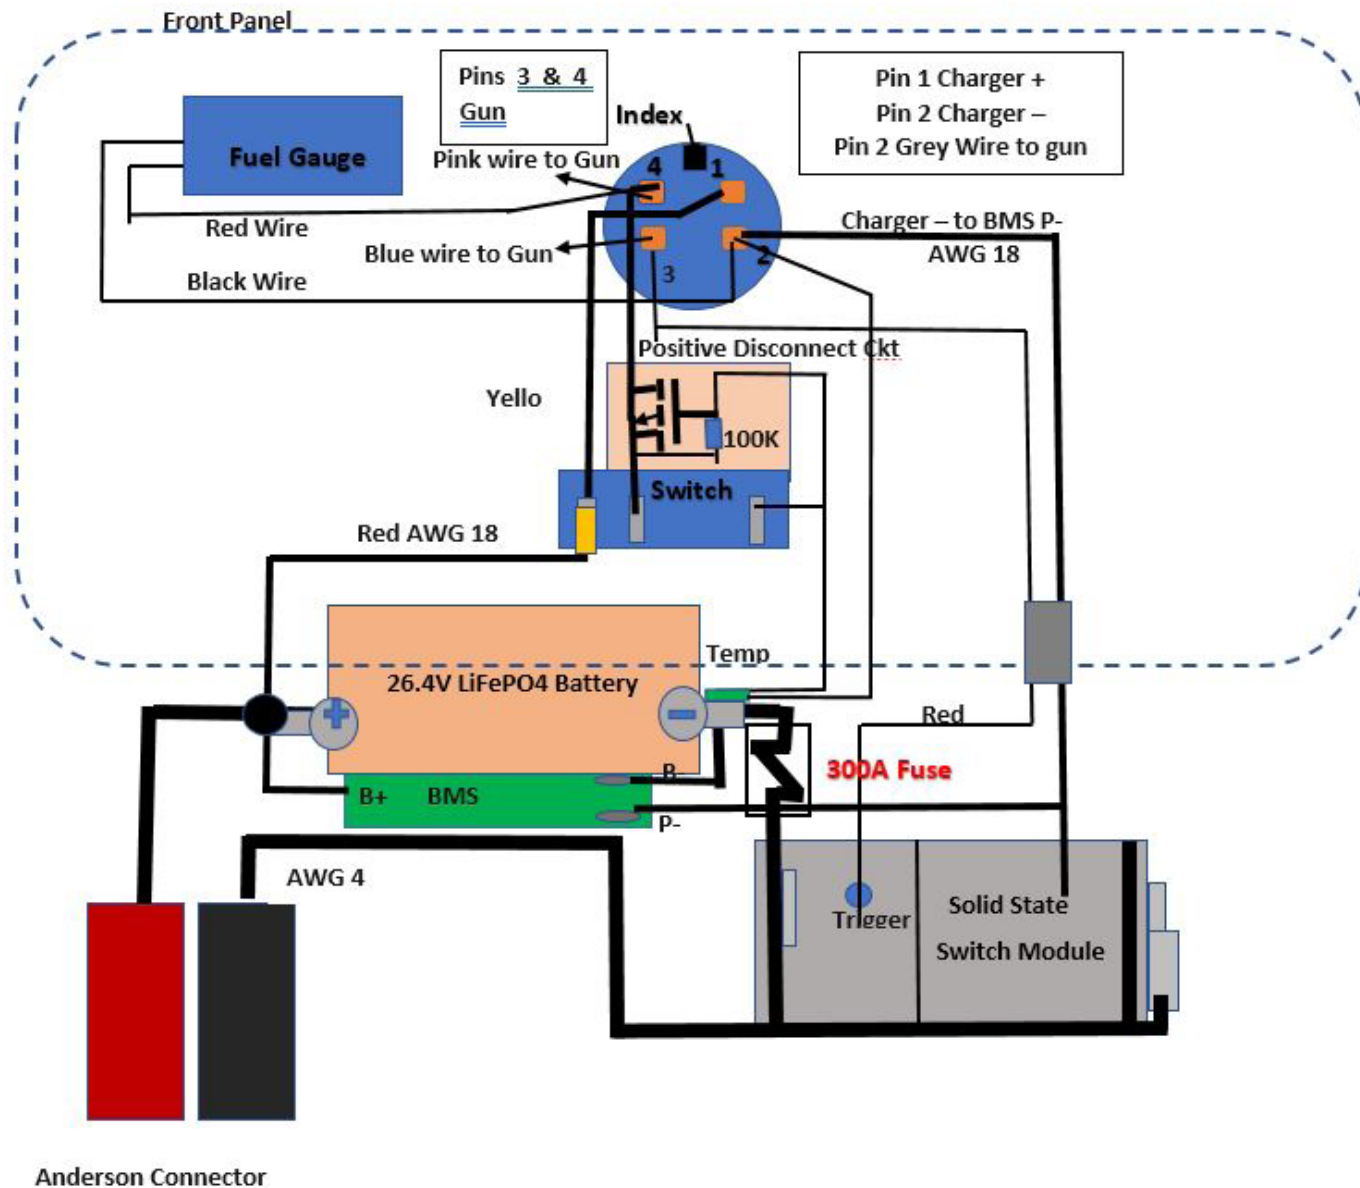 Front Panel
Pins 3 & 4
Gun
Index
Pin 1 Charger +
Pin 2 Charger –
Pin 2 Grey Wire to gun
Fuel Gauge
Pink wire to Gun
4
1
Red Wire
Blue wire to Gun
Charger – to BMS P-
AWG 18
2
3
Black Wire
Positive Disconnect Ckt
Yello
100K
Switch
Red AWG 18
Temp
26.4V LiFePO4 Battery
+
–
Red
300A Fuse
B-
B+
BMS
P-
AWG 4
Trigger
Solid State
Switch Module
Anderson Connector